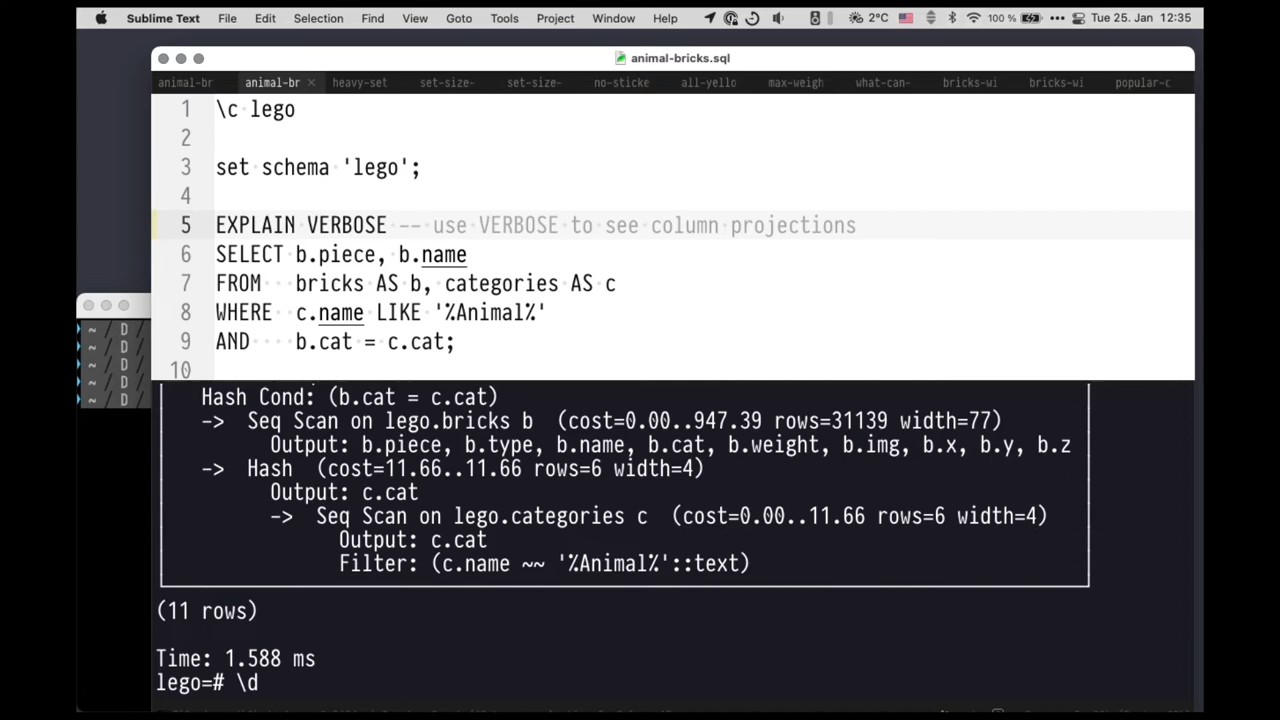 Sublime Text File Edit Selection Find View Goto Tools Project Window Help 2°C 100 % Tue 25. Jan 12:35
animal-bricks.sql
animal-br animal-br × heavy-set set-size- set-size- no-sticke all-yello max-weigh what-can- bricks-wi bricks-wi popular-c
1 \c lego
2
3 set schema 'lego';
4
5 EXPLAIN VERBOSE -- use VERBOSE to see column projections
6 SELECT b.piece, b.name
7 FROM bricks AS b, categories AS c
8 WHERE c.name LIKE '%Animal%'
9 AND b.cat = c.cat;
10
~ / D /
~ / D /
~ / D /
~ / D /
~ / D /
Hash Cond: (b.cat = c.cat)
-> Seq Scan on lego.bricks b (cost=0.00..947.39 rows=31139 width=77)
Output: b.piece, b.type, b.name, b.cat, b.weight, b.img, b.x, b.y, b.z
-> Hash (cost=11.66..11.66 rows=6 width=4)
Output: c.cat
-> Seq Scan on lego.categories c (cost=0.00..11.66 rows=6 width=4)
Output: c.cat
Filter: (c.name ~~ '%Animal%'::text)
(11 rows)
Time: 1.588 ms
lego=# \d